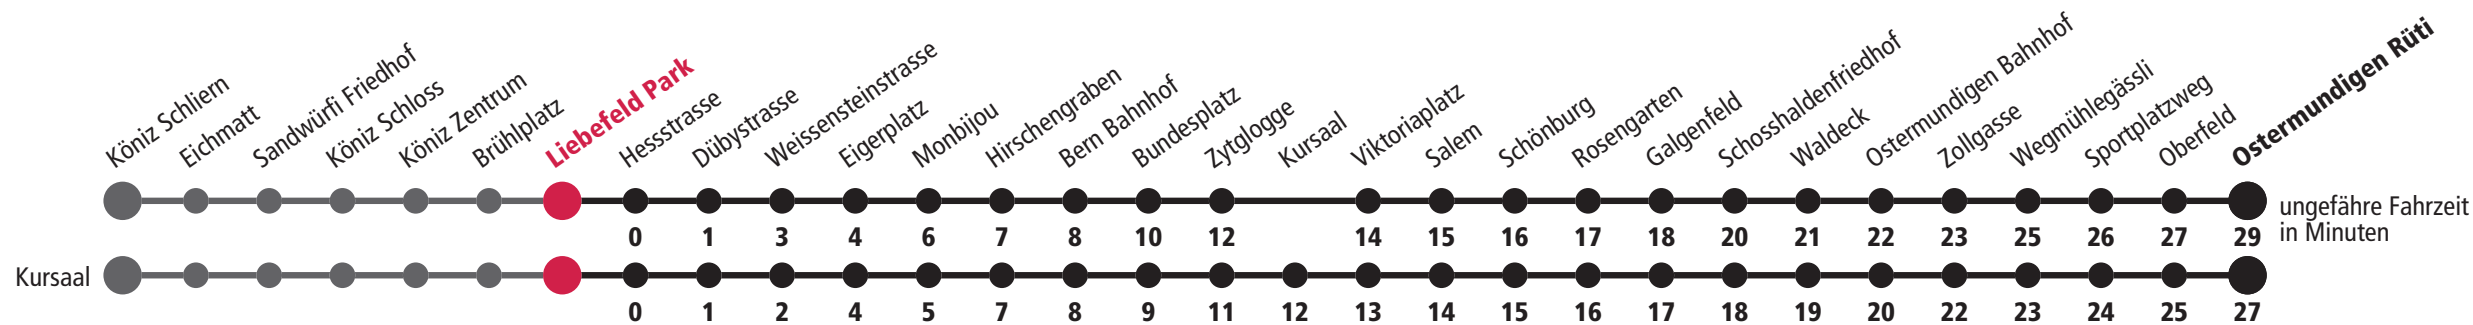 Köniz Schliern
Eichmatt
Sandwürfi Friedhof
Köniz Schloss
Köniz Zentrum
Brühlplatz
Liebefeld Park
Hessstrasse
Dübystrasse
Weissensteinstrasse
Eigerplatz
Monbijou
Hirschengraben
Bern Bahnhof
Bundesplatz
Zytglogge
Kursaal
Viktoriaplatz
Salem
Schönburg
Rosengarten
Galgenfeld
Schosshaldenfriedhof
Waldeck
Ostermundigen Bahnhof
Zollgasse
Wegmühlegässli
Sportplatzweg
Oberfeld
Ostermundigen Rüti
ungefähre Fahrzeit
in Minuten
0 1 3 4 6 7 8 10 12 14 15 16 17 18 20 21 22 23 25 26 27 29
Kursaal
0 1 2 4 5 7 8 9 11 12 13 14 15 16 17 18 19 20 22 23 24 25 27